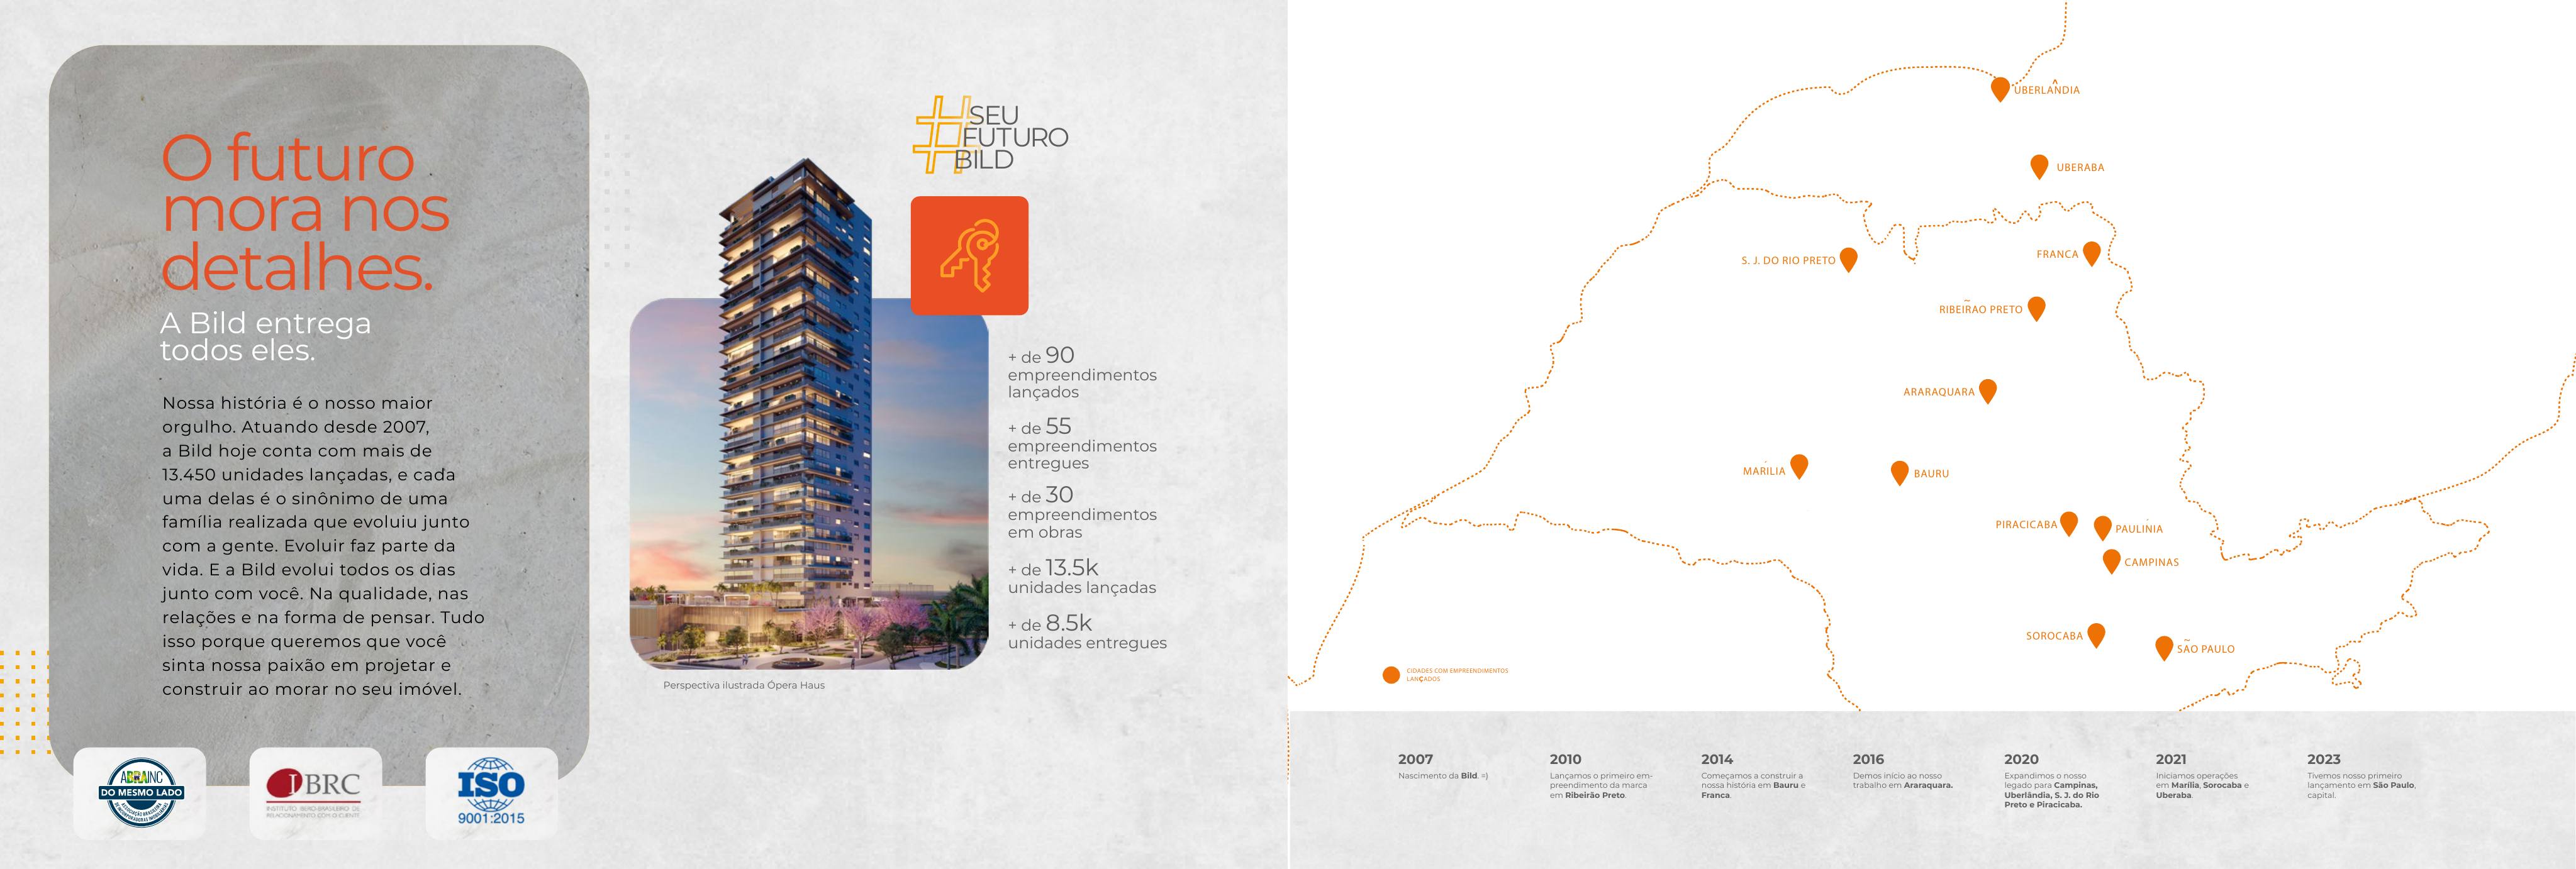 O futuro
mora nos
detalhes.
A Bild entrega
todos eles.
Nossa história é o nosso maior
orgulho. Atuando desde 2007,
a Bild hoje conta com mais de
13.450 unidades lançadas, e cada
uma delas é o sinônimo de uma
família realizada que evoluiu junto
com a gente. Evoluir faz parte da
vida. E a Bild evolui todos os dias
junto com você. Na qualidade, nas
relações e na forma de pensar. Tudo
isso porque queremos que você
sinta nossa paixão em projetar e
construir ao morar no seu imóvel.
ABRAINC
DO MESMO LADO
IBRC
INSTITUTO IBERO-BRASILEIRO DE
RELACIONAMENTO COM O CLIENTE
ISO
9001:2015
#SEU
FUTURO
BILD
+ de 90
empreendimentos
lançados
+ de 55
empreendimentos
entregues
+ de 30
empreendimentos
em obras
+ de 13.5k
unidades lançadas
+ de 8.5k
unidades entregues
Perspectiva ilustrada Ópera Haus
UBERLÂNDIA
UBERABA
S. J. DO RIO PRETO
FRANCA
RIBEIRÃO PRETO
ARARAQUARA
MARÍLIA
BAURU
PIRACICABA
PAULÍNIA
CAMPINAS
SOROCABA
SÃO PAULO
CIDADES COM EMPREENDIMENTOS
LANÇADOS
2007
Nascimento da Bild. =)
2010
Lançamos o primeiro em-
preendimento da marca
em Ribeirão Preto.
2014
Começamos a construir a
nossa história em Bauru e
Franca.
2016
Demos início ao nosso
trabalho em Araraquara.
2020
Expandimos o nosso
legado para Campinas,
Uberlândia, S. J. do Rio
Preto e Piracicaba.
2021
Iniciamos operações
em Marília, Sorocaba e
Uberaba.
2023
Tivemos nosso primeiro
lançamento em São Paulo,
capital.